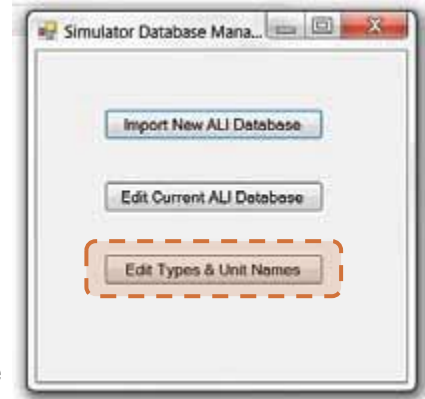 Simulator Database Mana...
Import New ALI Database
Edit Current ALI Database
Edit Types & Unit Names